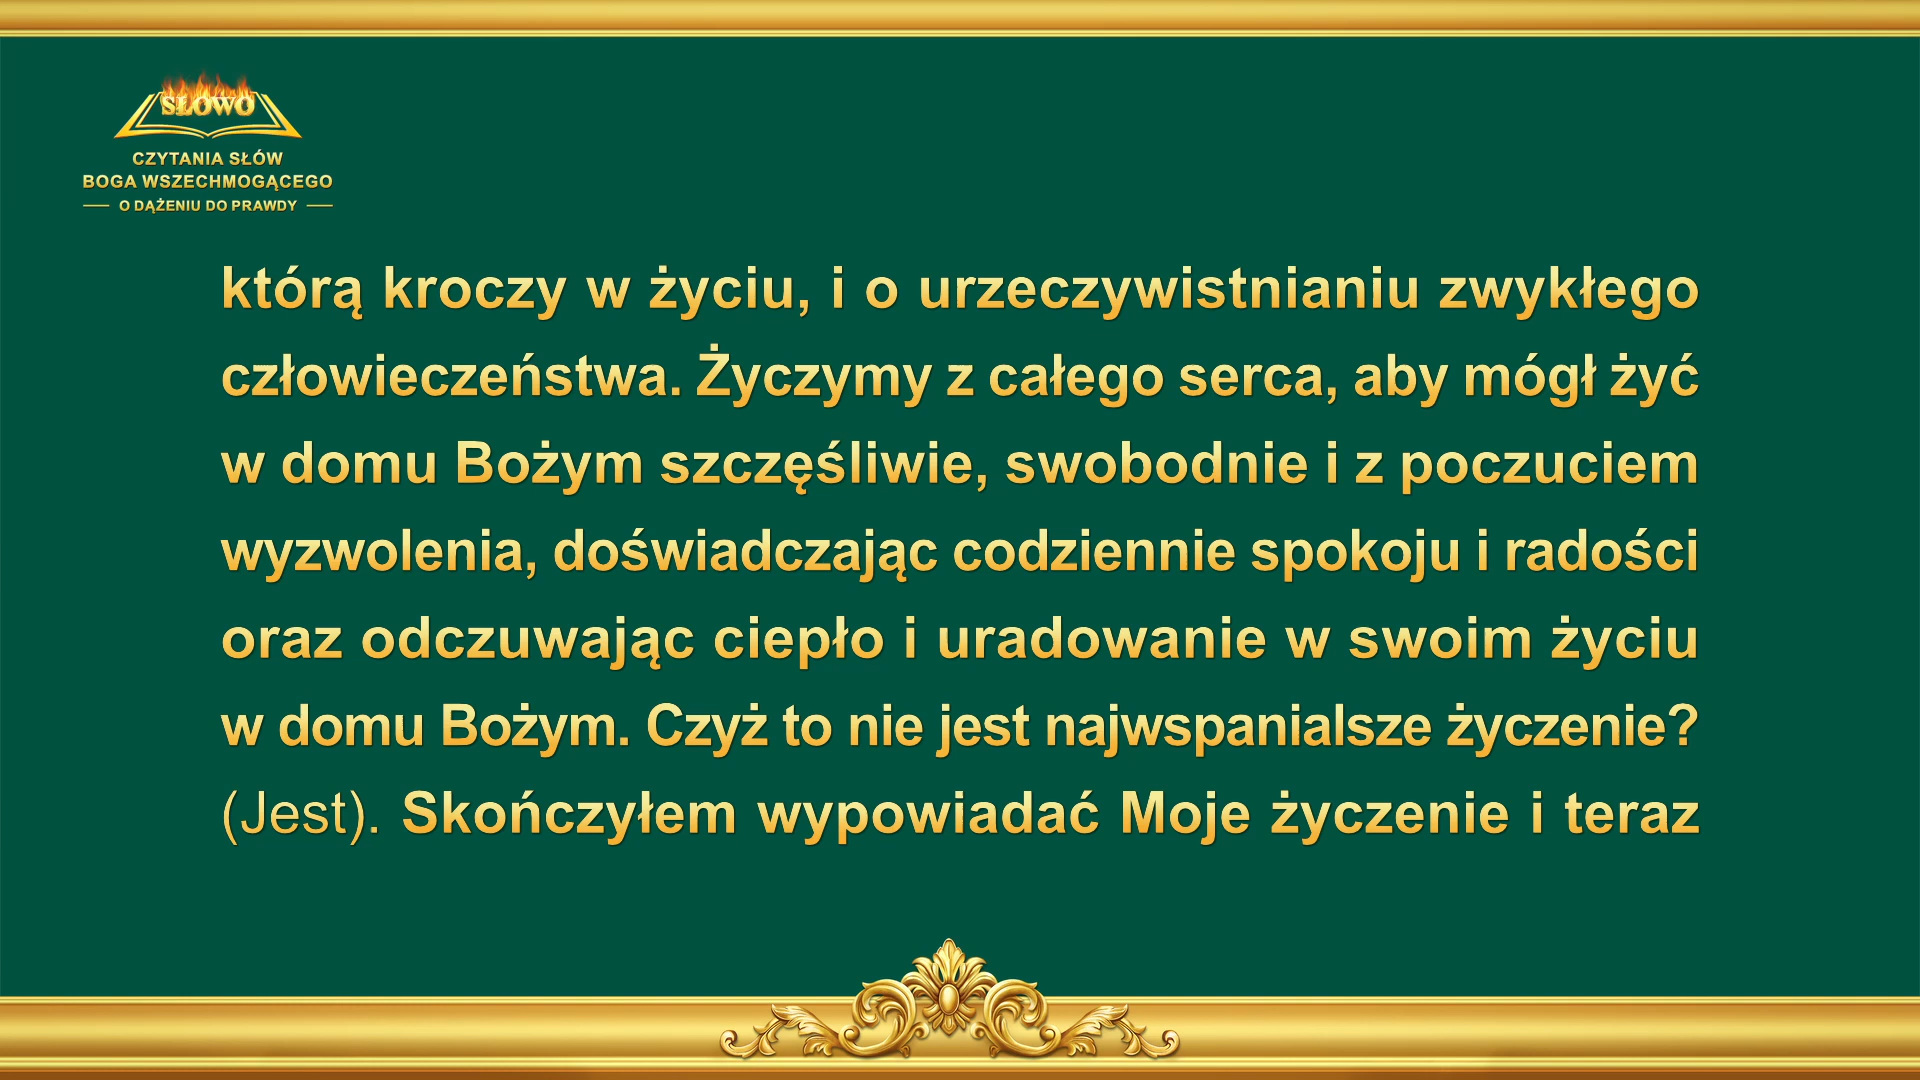 SŁOWO
CZYTANIA SŁÓW
BOGA WSZECHMOGĄCEGO
O DĄŻENIU DO PRAWDY
którą kroczy w życiu, i o urzeczywistnianiu zwykłego
człowieczeństwa. Życzymy z całego serca, aby mógł żyć
w domu Bożym szczęśliwie, swobodnie i z poczuciem
wyzwolenia, doświadczając codziennie spokoju i radości
oraz odczuwając ciepło i uradowanie w swoim życiu
w domu Bożym. Czyż to nie jest najwspanialsze życzenie?
(Jest). Skończyłem wypowiadać Moje życzenie i teraz